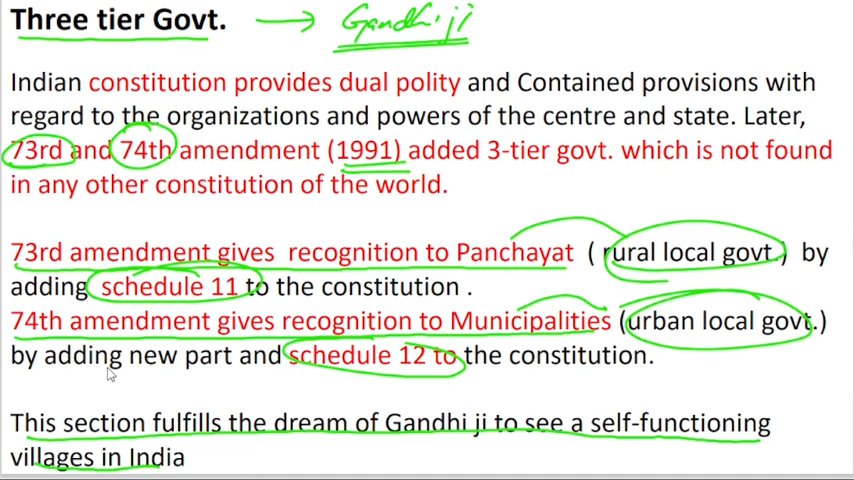 Three tier Govt. → Gandhi ji
Indian constitution provides dual polity and Contained provisions with
regard to the organizations and powers of the centre and state. Later,
73rd and 74th amendment (1991) added 3-tier govt. which is not found
in any other constitution of the world.
73rd amendment gives recognition to Panchayat ( rural local govt.) by
adding schedule 11 to the constitution .
74th amendment gives recognition to Municipalities (urban local govt.)
by adding new part and schedule 12 to the constitution.
This section fulfills the dream of Gandhi ji to see a self-functioning
villages in India